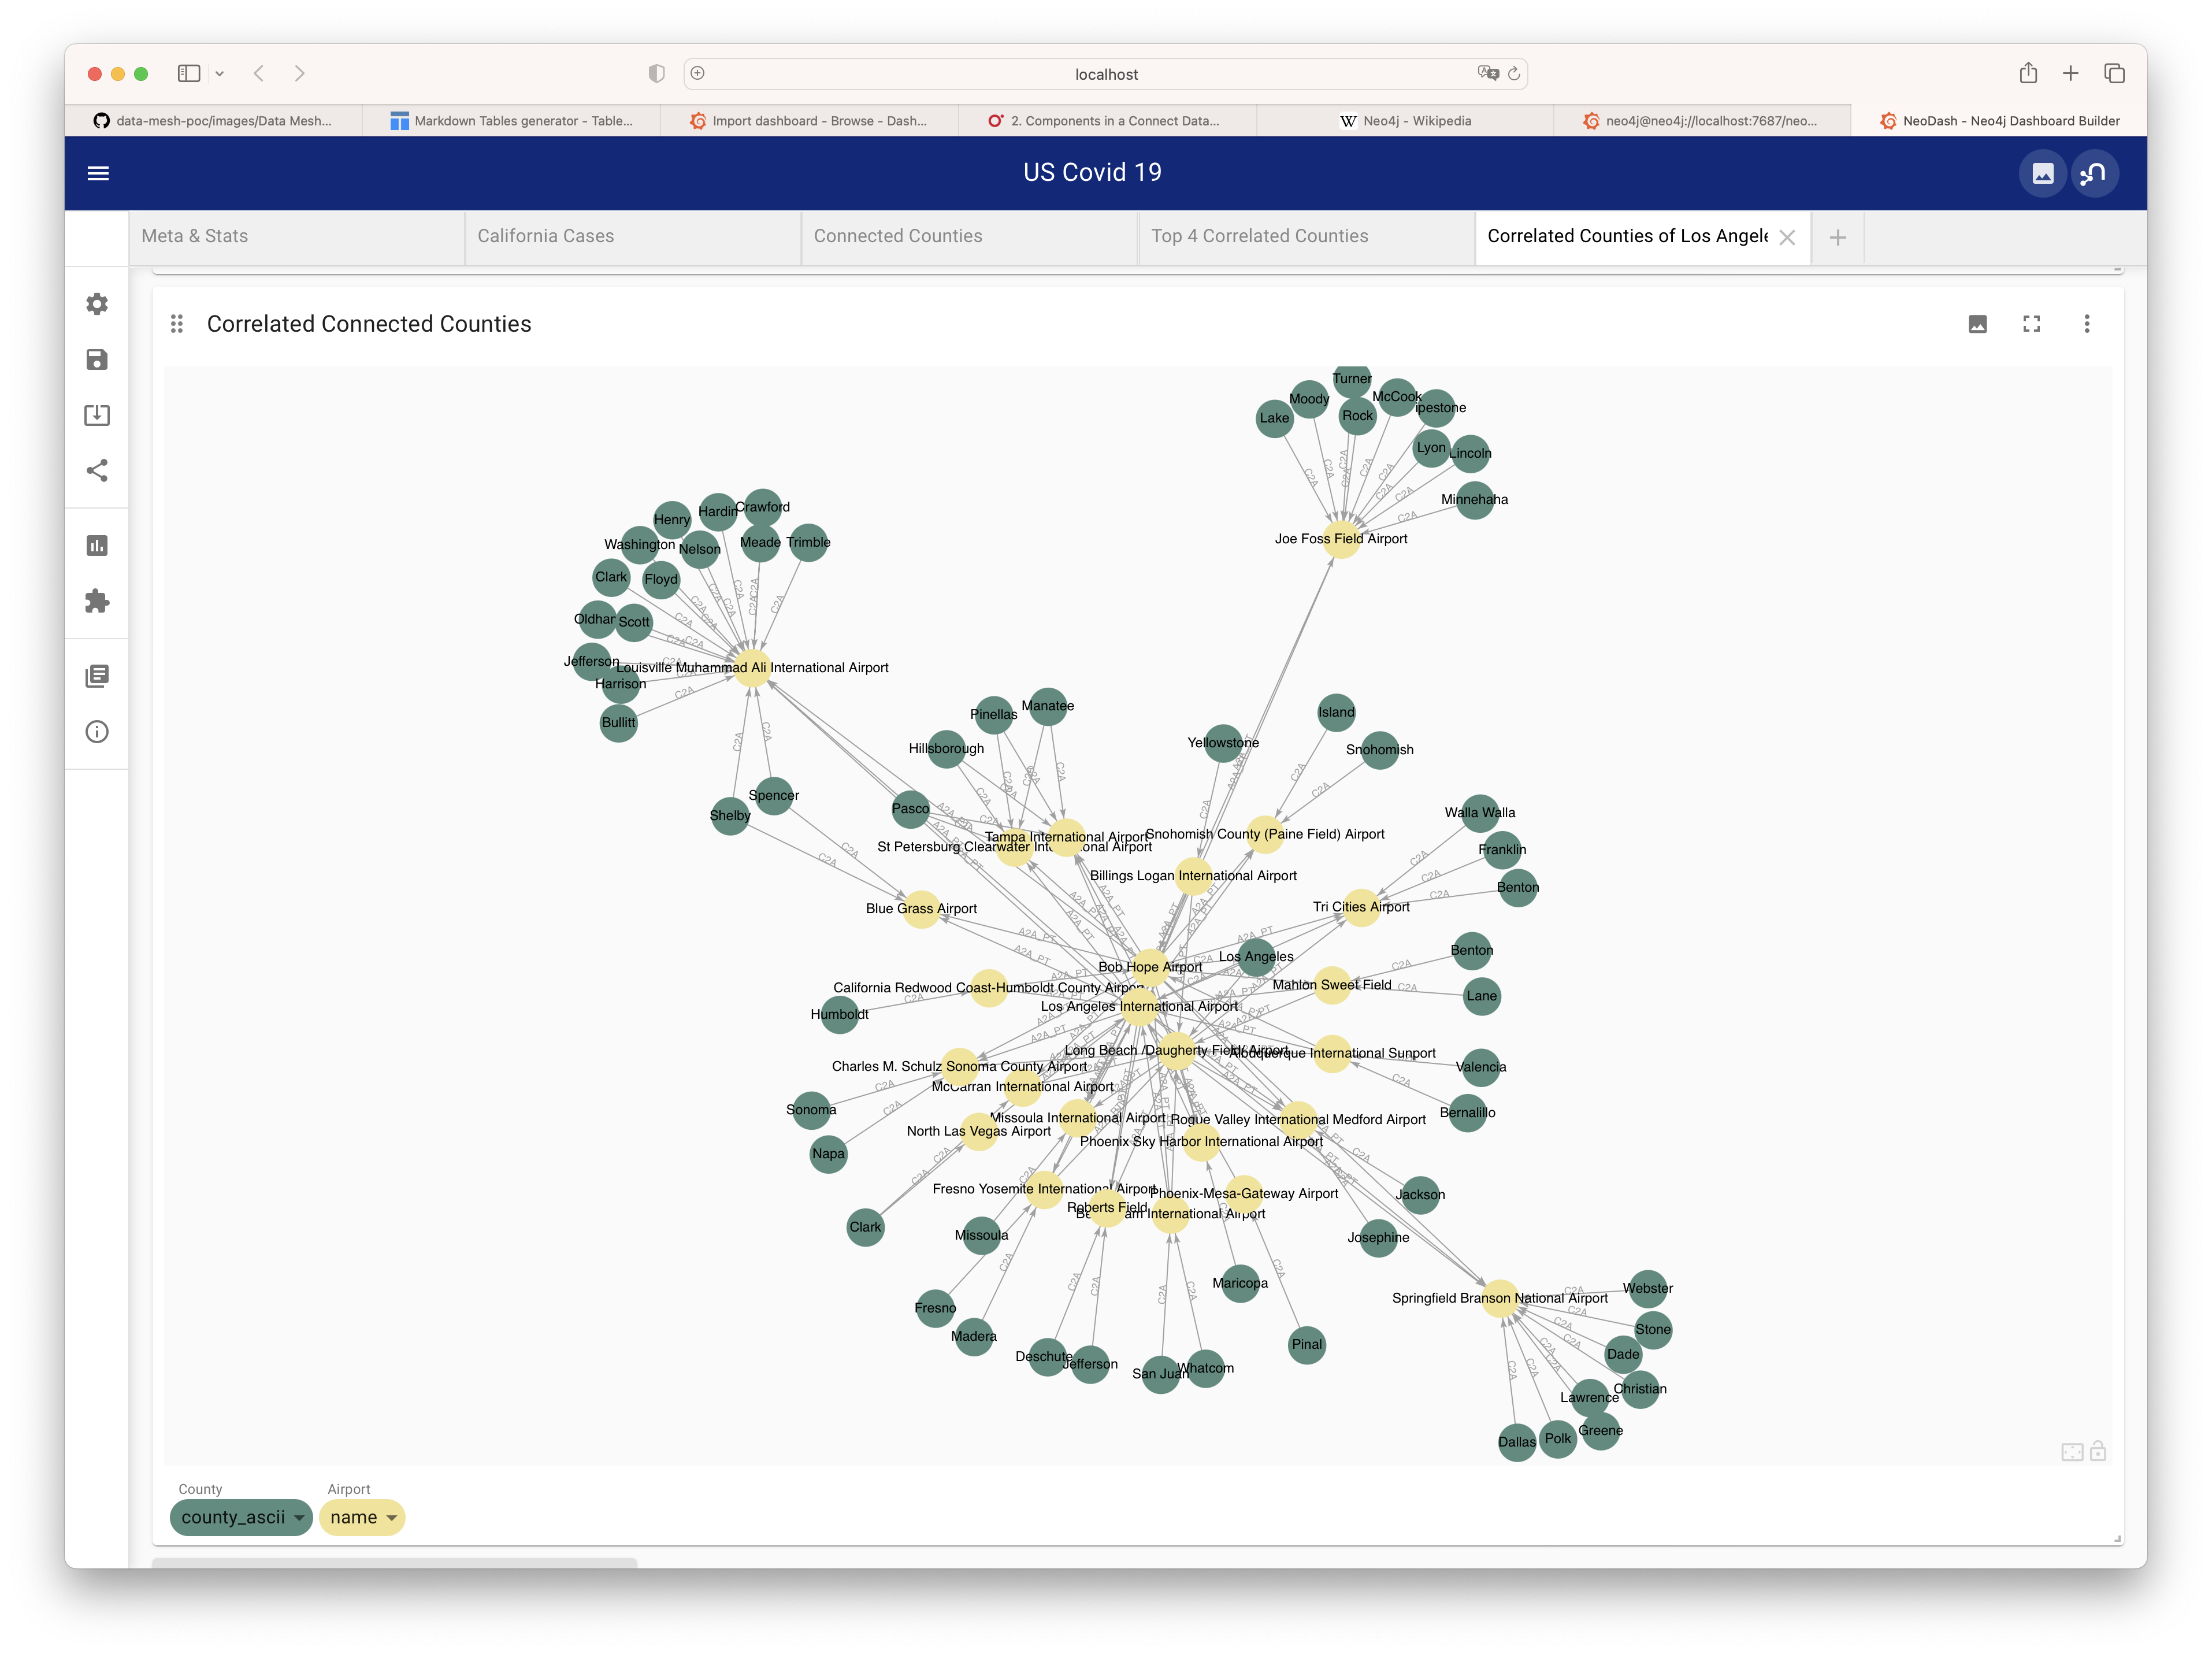 localhost
data-mesh-poc/images/Data Mesh...
Markdown Tables generator - Table...
Import dashboard - Browse - Dash...
2. Components in a Connect Data...
Neo4j - Wikipedia
neo4j@neo4j://localhost:7687/neo...
NeoDash - Neo4j Dashboard Builder
US Covid 19
Meta & Stats
California Cases
Connected Counties
Top 4 Correlated Counties
Correlated Counties of Los Angele
Correlated Connected Counties
Turner
Moody
McCook
ipestone
Lake
Rock
Lyon
Lincoln
Minnehaha
Joe Foss Field Airport
Henry
Hardin
Crawford
Washington
Nelson
Meade
Trimble
Clark
Floyd
Oldhar
Scott
Jefferson
Louisville Muhammad Ali International Airport
Harrison
Bullitt
Pinellas
Manatee
Island
Hillsborough
Yellowstone
Snohomish
Spencer
Shelby
Pasco
Walla Walla
Tampa International Airport
Snohomish County (Paine Field) Airport
St Petersburg Clearwater International Airport
Franklin
Billings Logan International Airport
Benton
Blue Grass Airport
Tri Cities Airport
Benton
Los Angeles
Bob Hope Airport
California Redwood Coast-Humboldt County Airport
Mahlon Sweet Field
Lane
Humboldt
Los Angeles International Airport
Long Beach /Daugherty Field/ Airport
Albuquerque International Sunport
Charles M. Schulz Sonoma County Airport
Valencia
McCarran International Airport
Sonoma
Missoula International Airport
Rogue Valley International Medford Airport
Bernalillo
North Las Vegas Airport
Phoenix Sky Harbor International Airport
Napa
Fresno Yosemite International Airport
Phoenix-Mesa-Gateway Airport
Jackson
Roberts Field
am International Airport
Clark
Missoula
Josephine
Maricopa
Springfield Branson National Airport
Webster
Fresno
Madera
Stone
Pinal
Dade
Deschute
Jefferson
San Juan
Whatcom
Christian
Lawrence
Greene
Dallas
Polk
C2A
A2A_PT
County
Airport
county_ascii
name